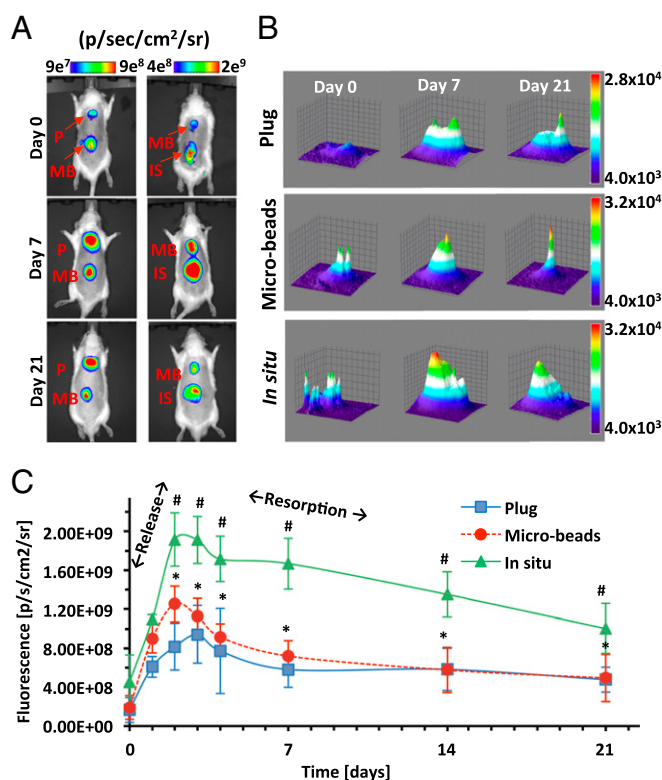 A
(p/sec/cm²/sr)
9e⁷ 9e⁸ 4e⁸ 2e⁹
Day 0
P
MB
MB
IS
Day 7
P
MB
MB
IS
Day 21
P
MB
MB
IS
B
Day 0 Day 7 Day 21
Plug
2.8x10⁴
4.0x10³
Micro-beads
3.2x10⁴
4.0x10³
In situ
3.2x10⁴
4.0x10³
C
Fluorescence [p/s/cm2/sr]
2.00E+09
1.60E+09
1.20E+09
8.00E+08
4.00E+08
0.00E+00
←Release→
←Resorption→
# # # # # #
* * * * * *
Plug
Micro-beads
In situ
0 7 14 21
Time [days]